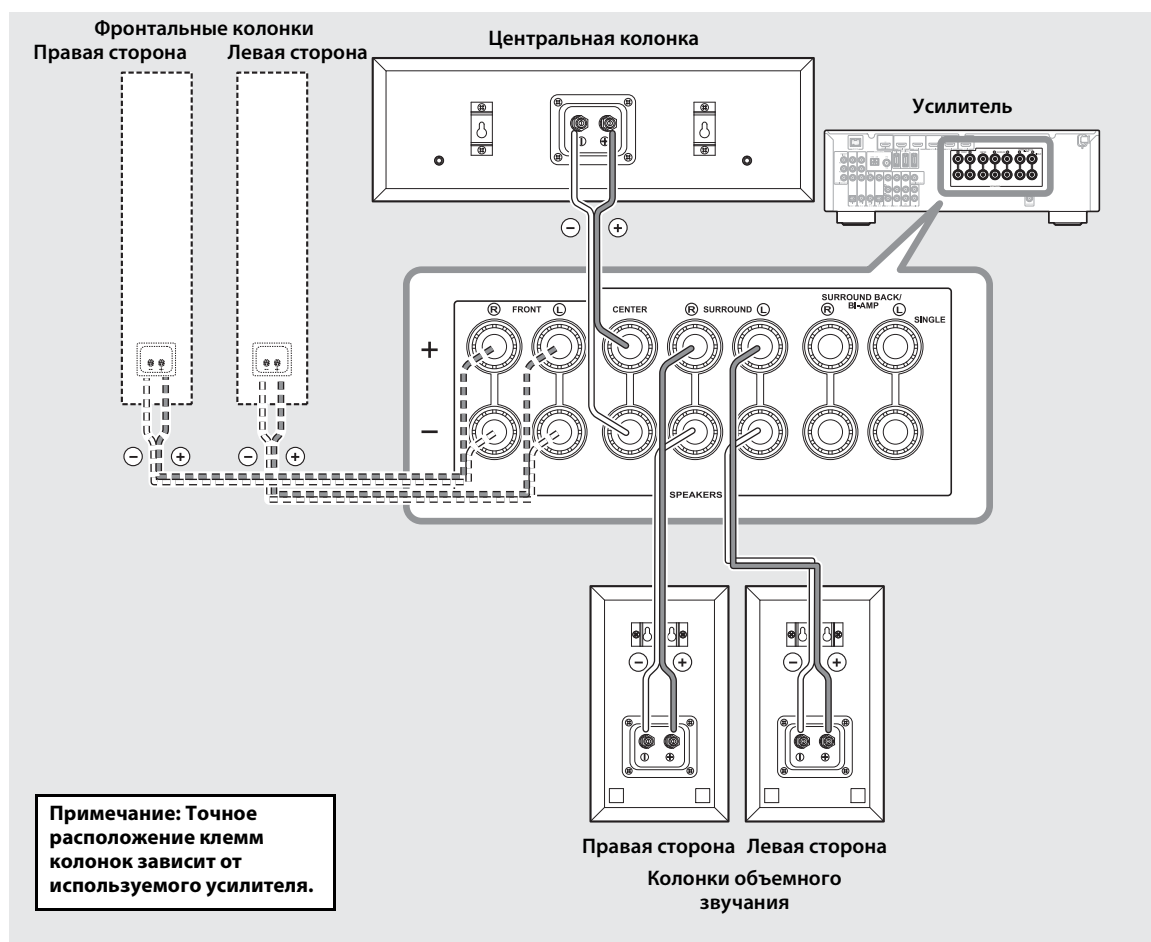 Фронтальные колонки
Правая сторона Левая сторона
Центральная колонка
Усилитель
− +
R FRONT L CENTER R SURROUND L SURROUND BACK/ BI-AMP R L SINGLE
+
−
− + − +
SPEAKERS
− + − +
Примечание: Точное
расположение клемм
колонок зависит от
используемого усилителя.
Правая сторона Левая сторона
Колонки объемного
звучания